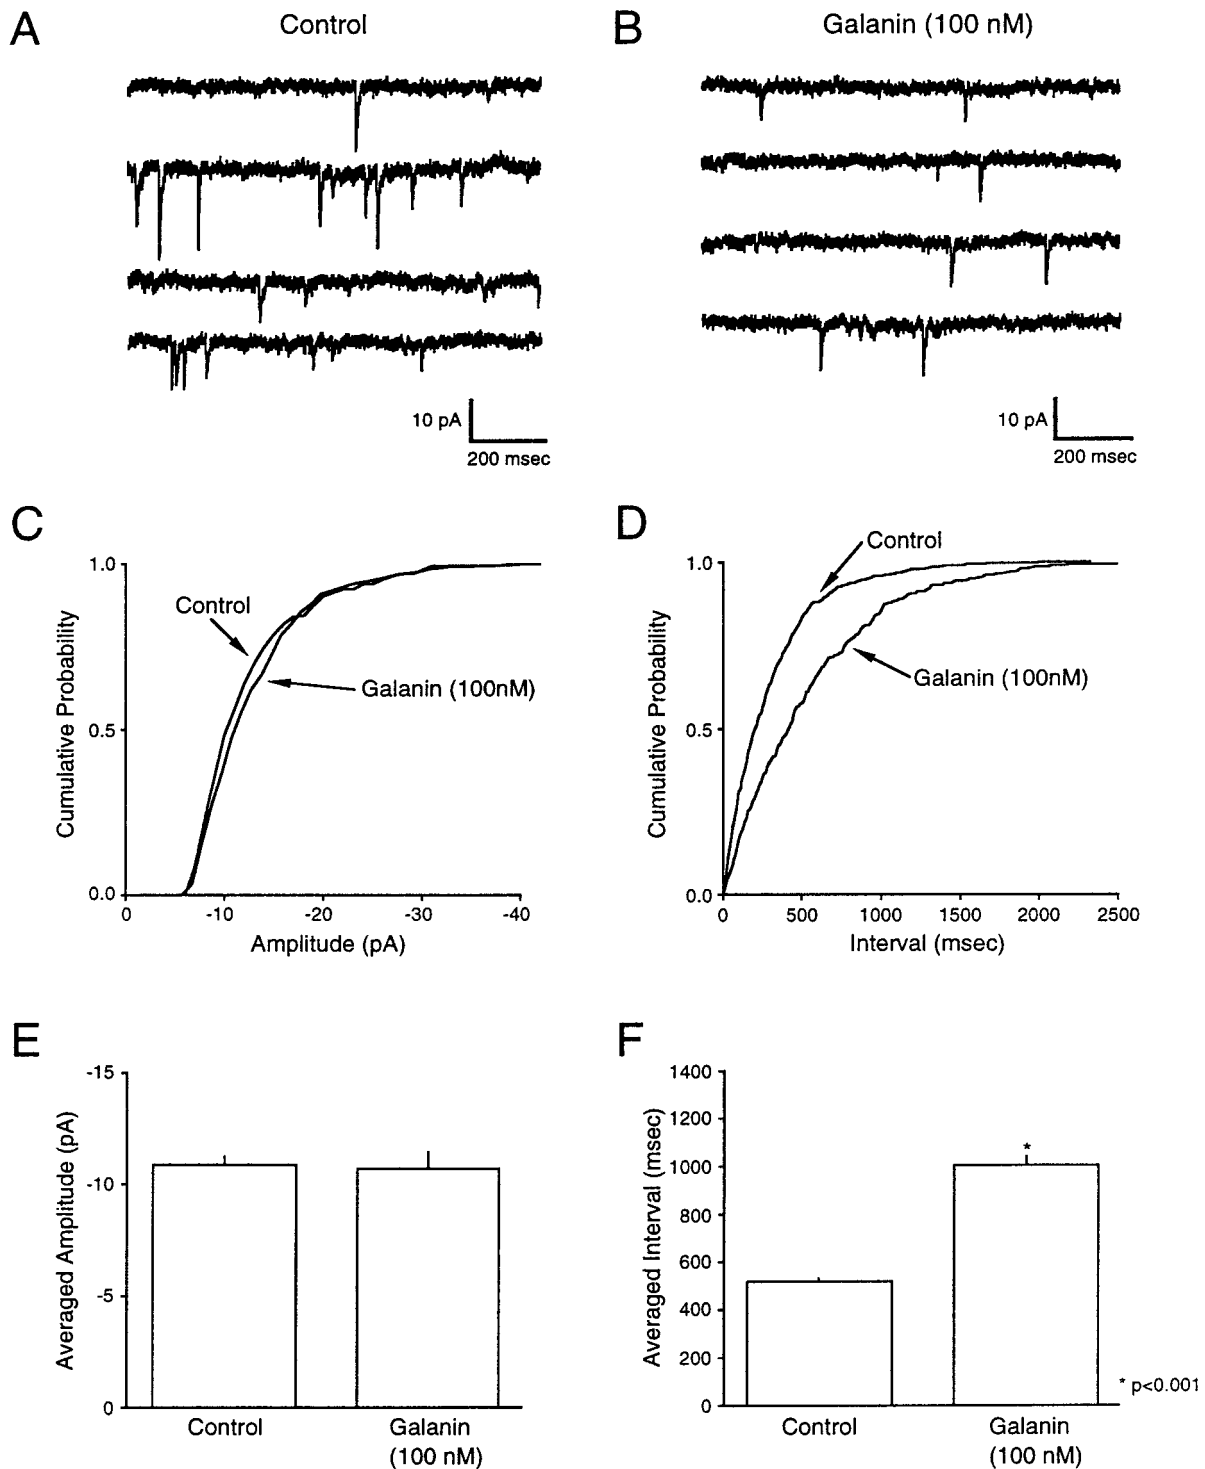 A
Control
B
Galanin (100 nM)
10 pA
200 msec
10 pA
200 msec
C
1.0
0.5
0.0
Cumulative Probability
Control
Galanin (100nM)
0 -10 -20 -30 -40
Amplitude (pA)
D
1.0
0.5
0.0
Cumulative Probability
Control
Galanin (100nM)
0 500 1000 1500 2000 2500
Interval (msec)
E
-15
-10
-5
0
Averaged Amplitude (pA)
Control
Galanin
(100 nM)
F
1400
1200
1000
800
600
400
200
0
Averaged Interval (msec)
*
* p<0.001
Control
Galanin
(100 nM)